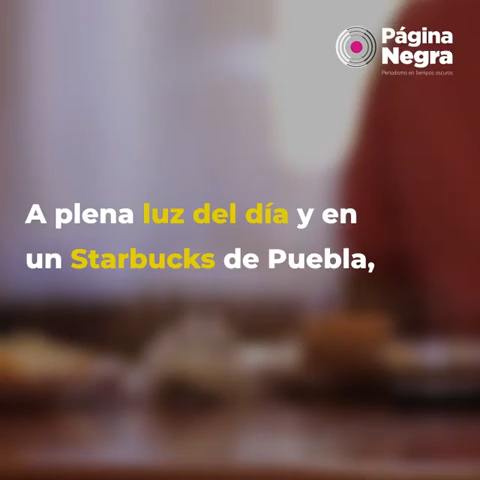 Página
Negra
Periodismo en tiempos oscuros
A plena luz del día y en
un Starbucks de Puebla,